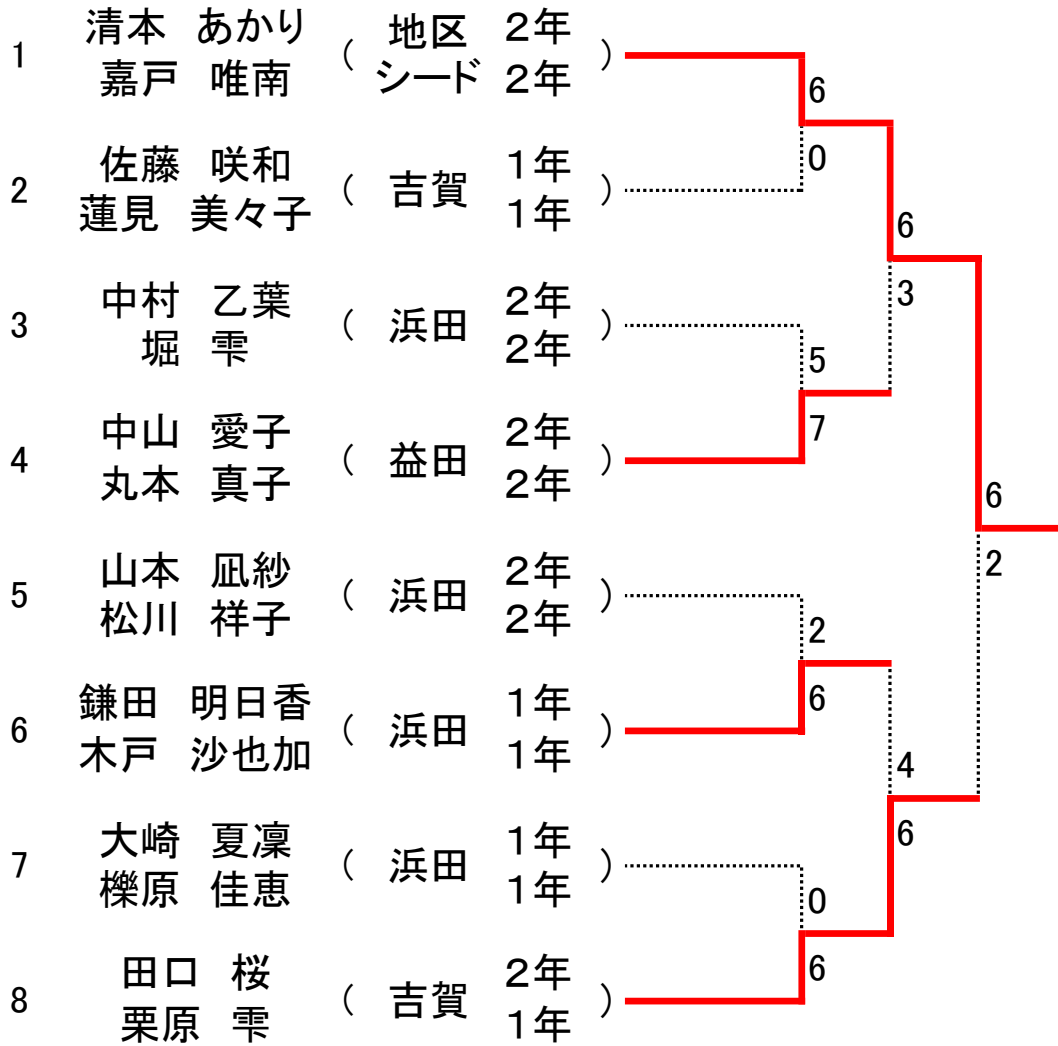 1 清本 あかり ( 地区 2年 )
嘉戸 唯南 シード 2年
6
0
2 佐藤 咲和 ( 吉賀 1年 )
蓮見 美々子 1年
6
3
3 中村 乙葉 ( 浜田 2年 )
堀 雫 2年
5
7
4 中山 愛子 ( 益田 2年 )
丸本 真子 2年
6
2
5 山本 凪紗 ( 浜田 2年 )
松川 祥子 2年
2
6
6 鎌田 明日香 ( 浜田 1年 )
木戸 沙也加 1年
4
6
7 大崎 夏凜 ( 浜田 1年 )
櫟原 佳恵 1年
0
6
8 田口 桜 ( 吉賀 2年 )
栗原 雫 1年